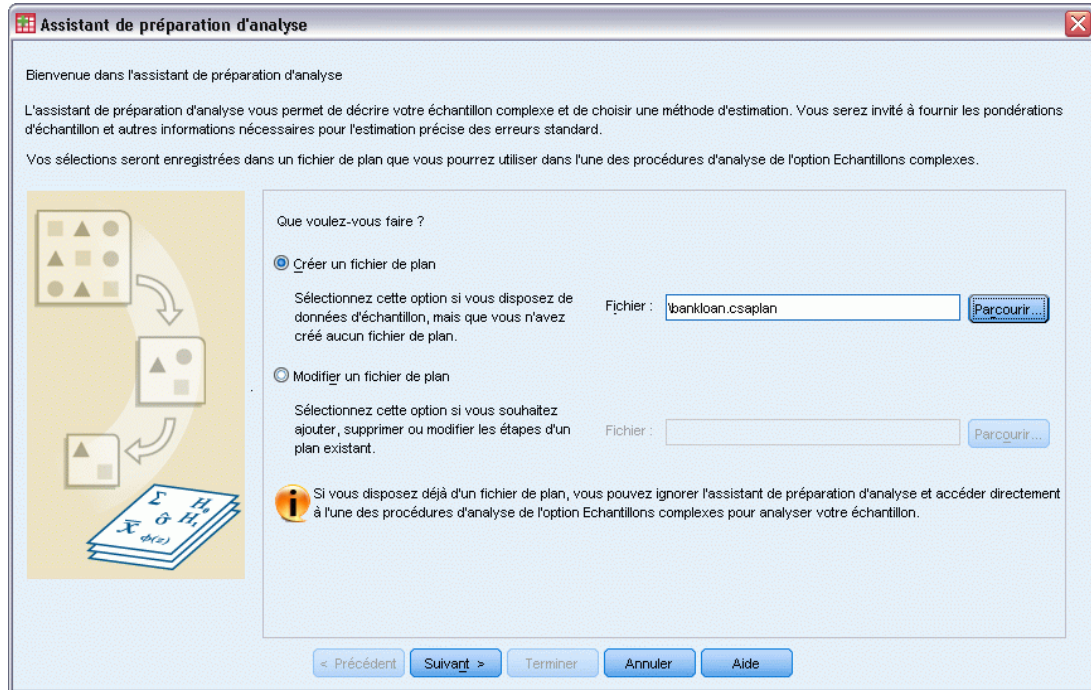 Assistant de préparation d'analyse
Bienvenue dans l'assistant de préparation d'analyse
L'assistant de préparation d'analyse vous permet de décrire votre échantillon complexe et de choisir une méthode d'estimation. Vous serez invité à fournir les pondérations
d'échantillon et autres informations nécessaires pour l'estimation précise des erreurs standard.
Vos sélections seront enregistrées dans un fichier de plan que vous pourrez utiliser dans l'une des procédures d'analyse de l'option Echantillons complexes.
Que voulez-vous faire ?
Créer un fichier de plan
Sélectionnez cette option si vous disposez de
données d'échantillon, mais que vous n'avez
créé aucun fichier de plan.
Fichier : \bankloan.csaplan Parcourir...
Modifier un fichier de plan
Sélectionnez cette option si vous souhaitez
ajouter, supprimer ou modifier les étapes d'un
plan existant.
Fichier : Parcourir...
Si vous disposez déjà d'un fichier de plan, vous pouvez ignorer l'assistant de préparation d'analyse et accéder directement
à l'une des procédures d'analyse de l'option Echantillons complexes pour analyser votre échantillon.
Σ H₀
σ̂ H₁
x̄ φ(z)
< Précédent Suivant > Terminer Annuler Aide